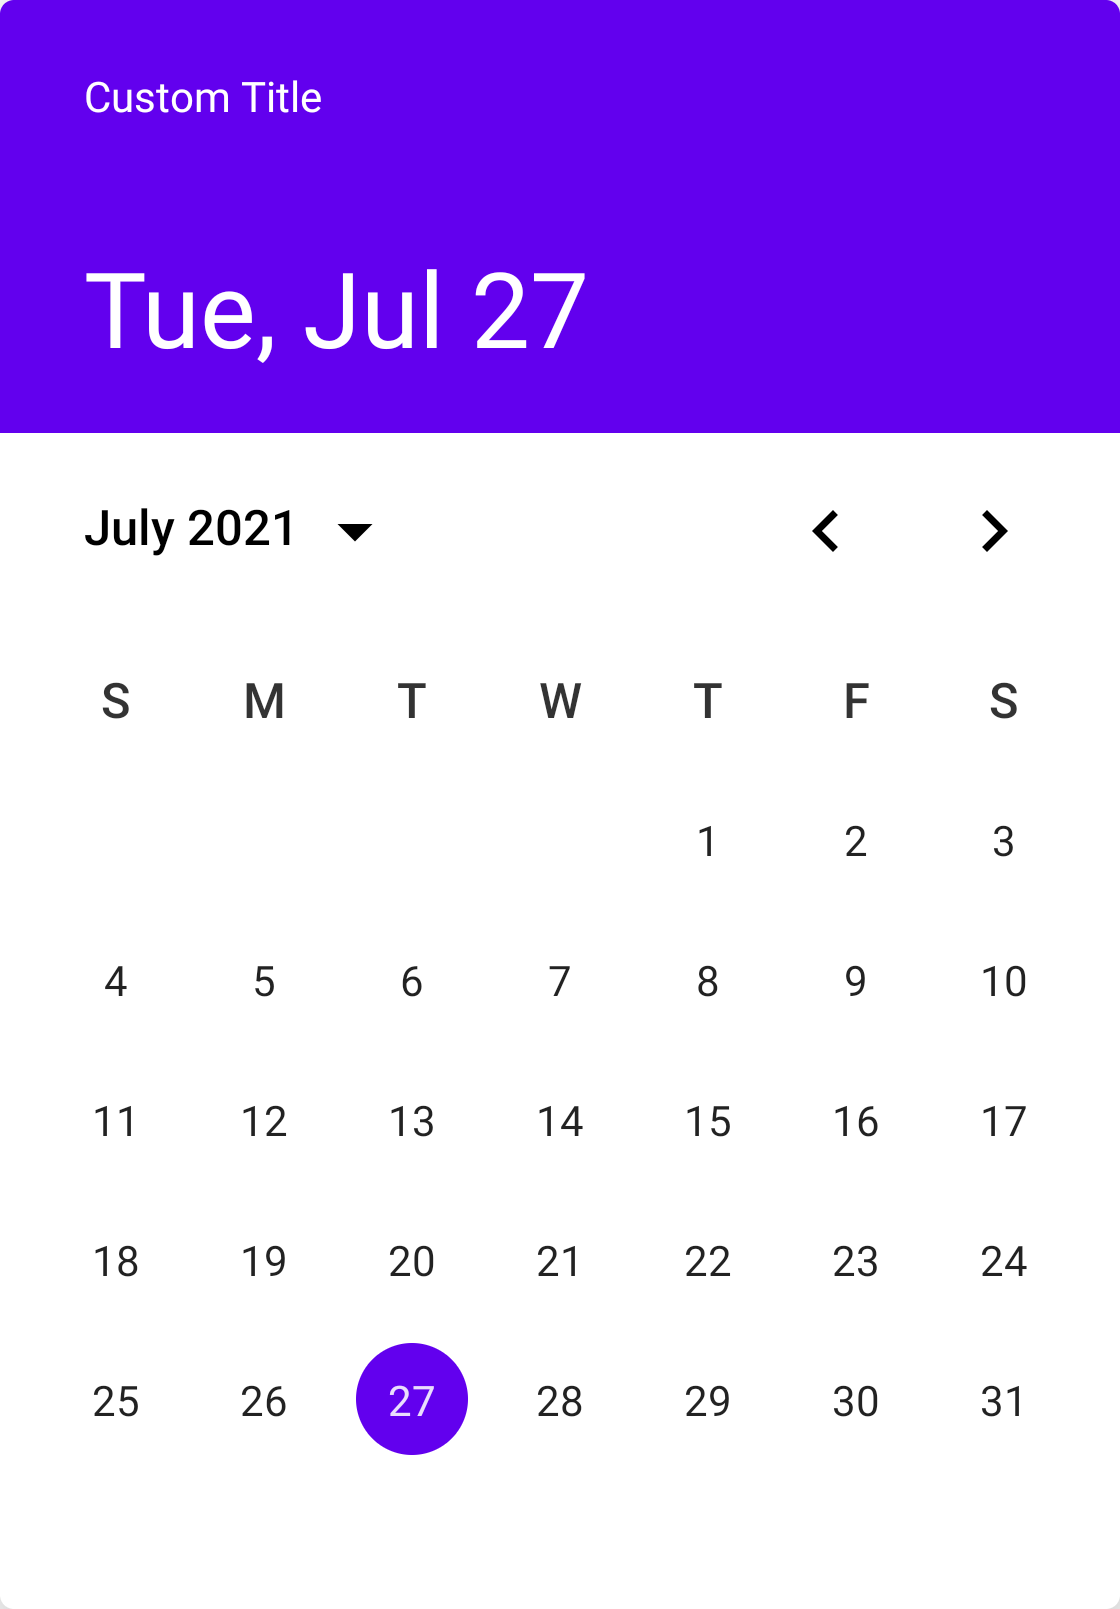 Custom Title
Tue, Jul 27
July 2021
S M T W T F S
1 2 3
4 5 6 7 8 9 10
11 12 13 14 15 16 17
18 19 20 21 22 23 24
25 26 27 28 29 30 31